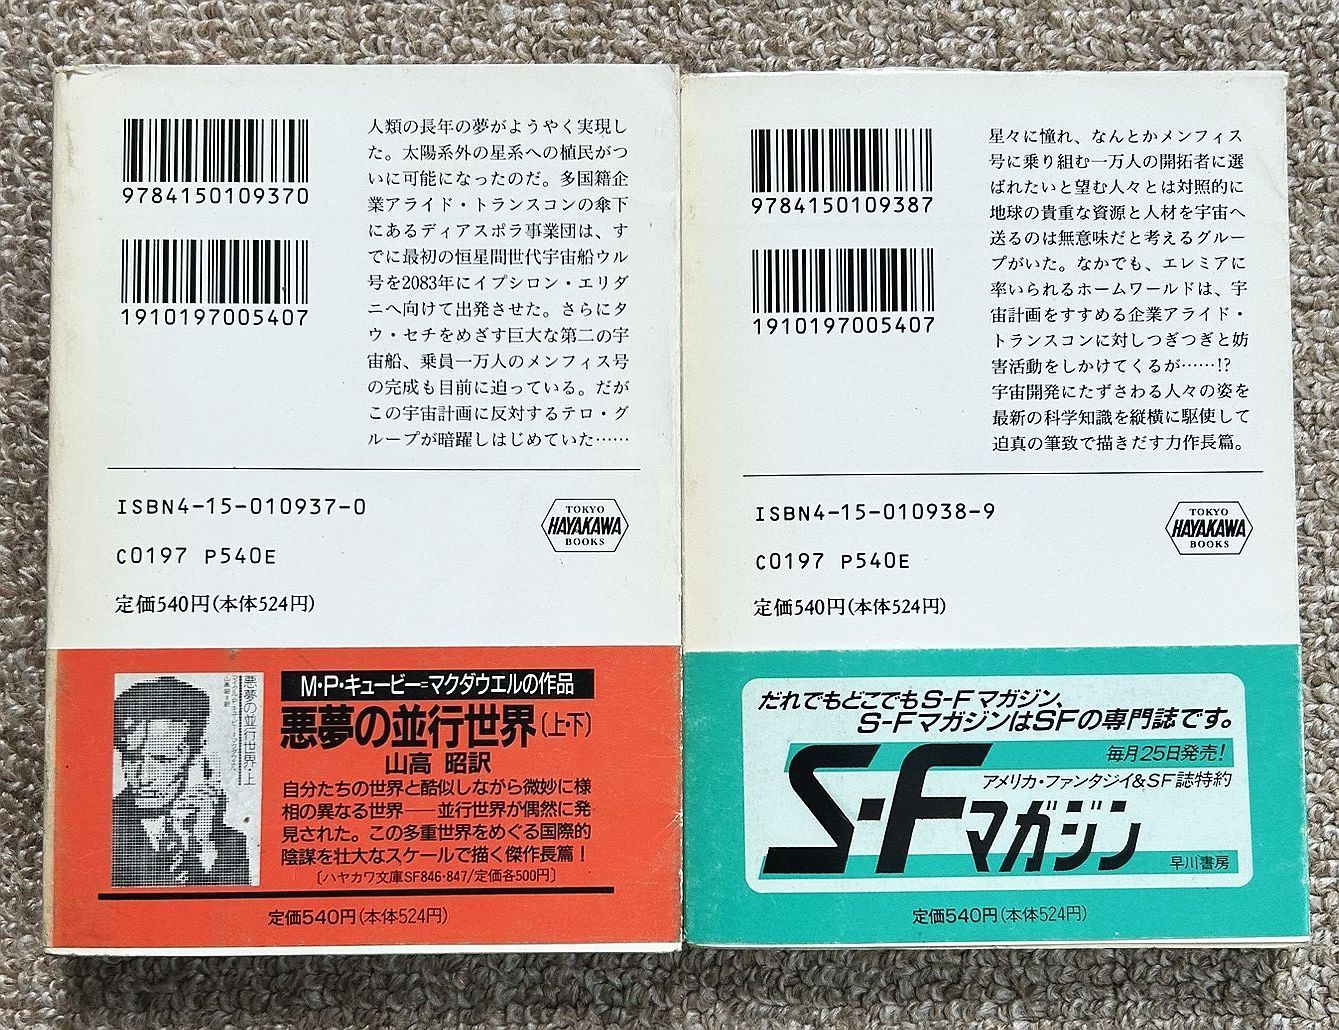 9784150109370
1910197005407
人類の長年の夢がようやく実現し
た。太陽系外の星系への植民がつ
いに可能になったのだ。多国籍企
業アライド・トランスコンの傘下
にあるディアスポラ事業団は、す
でに最初の恒星間世代宇宙船ウル
号を2083年にイプシロン・エリダ
ニへ向けて出発させた。さらにタ
ウ・セチをめざす巨大な第二の宇
宙船、乗員一万人のメンフィス号
の完成も目前に迫っている。だが
この宇宙計画に反対するテロ・グ
ループが暗躍しはじめていた……
ISBN4-15-010937-0
C0197 P540E
定価540円(本体524円)
TOKYO
HAYAKAWA
BOOKS
悪夢の並行世界・上
M・P・キュービー=マクダウエルの作品
悪夢の並行世界(上・下)
山高 昭訳
自分たちの世界と酷似しながら微妙に様
相の異なる世界――並行世界が偶然に発
見された。この多重世界をめぐる国際的
陰謀を壮大なスケールで描く傑作長篇!
〔ハヤカワ文庫SF846・847/定価各500円〕
定価540円(本体524円)
9784150109387
1910197005407
星々に憧れ、なんとかメンフィス
号に乗り組む一万人の開拓者に選
ばれたいと望む人々とは対照的に
地球の貴重な資源と人材を宇宙へ
送るのは無意味だと考えるグルー
プがいた。なかでも、エレミアに
率いられるホームワールドは、宇
宙計画をすすめる企業アライド・
トランスコンに対しつぎつぎと妨
害活動をしかけてくるが……!?
宇宙開発にたずさわる人々の姿を
最新の科学知識を縦横に駆使して
迫真の筆致で描きだす力作長篇。
ISBN4-15-010938-9
C0197 P540E
定価540円(本体524円)
TOKYO
HAYAKAWA
BOOKS
だれでもどこでもS-Fマガジン、
S-FマガジンはSFの専門誌です。
毎月25日発売!
アメリカ・ファンタジイ&SF誌特約
S-Fマガジン
早川書房
定価540円(本体524円)